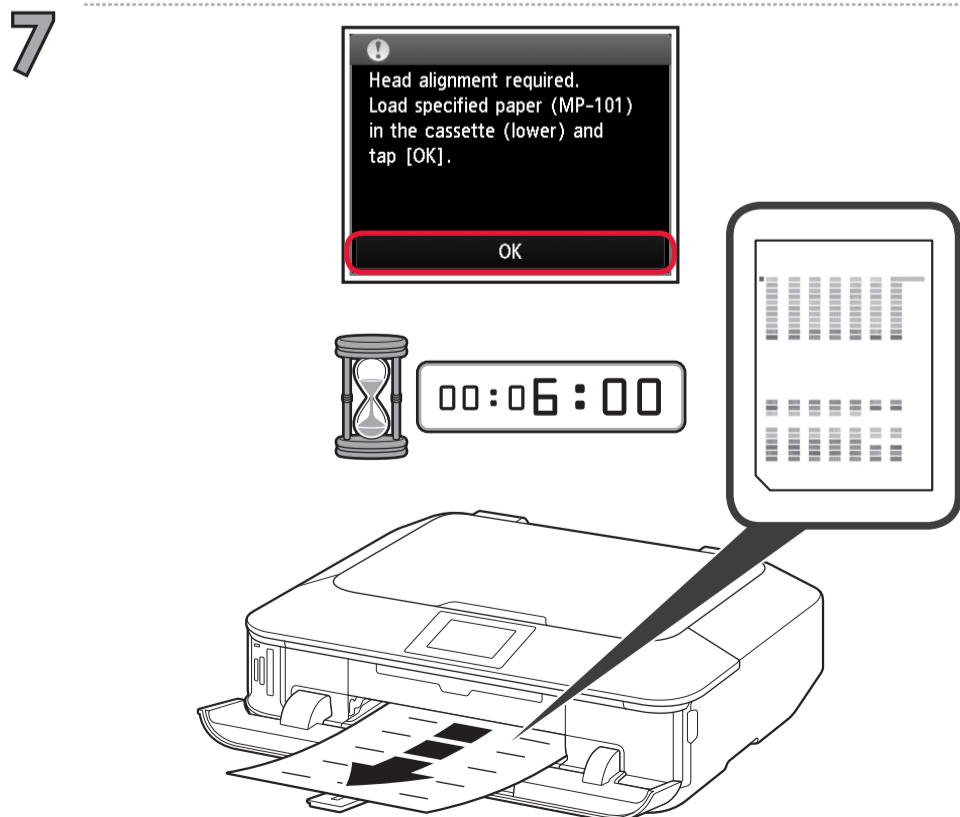 7
Head alignment required.
Load specified paper (MP-101)
in the cassette (lower) and
tap [OK].
OK
00:06:00